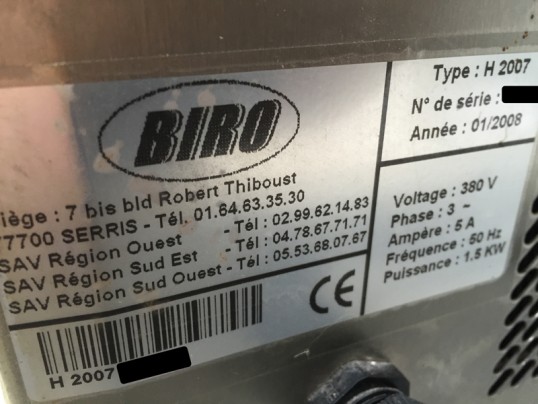 BIRO
iège : 7 bis bld Robert Thiboust
77700 SERRIS - Tél. 01.64.63.35.30
SAV Région Ouest - Tél : 02.99.62.14.83
SAV Région Sud Est - Tél : 04.78.67.71.71
SAV Région Sud Ouest - Tél : 05.53.68.07.67
CE
H 2007
Type : H 2007
N° de série :
Année : 01/2008
Voltage : 380 V
Phase : 3 ~
Ampère : 5 A
Fréquence : 50 Hz
Puissance : 1.5 KW